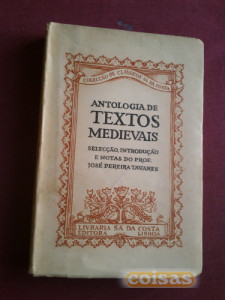 COLECÇÃO DE CLÁSSICOS SÁ DA COSTA
ANTOLOGIA DE
TEXTOS
MEDIEVAIS
SELECÇÃO, INTRODUÇÃO
E NOTAS DO PROF.
JOSÉ PEREIRA TAVARES
LIVRARIA SÁ DA COSTA
EDITORA LISBOA
coisas